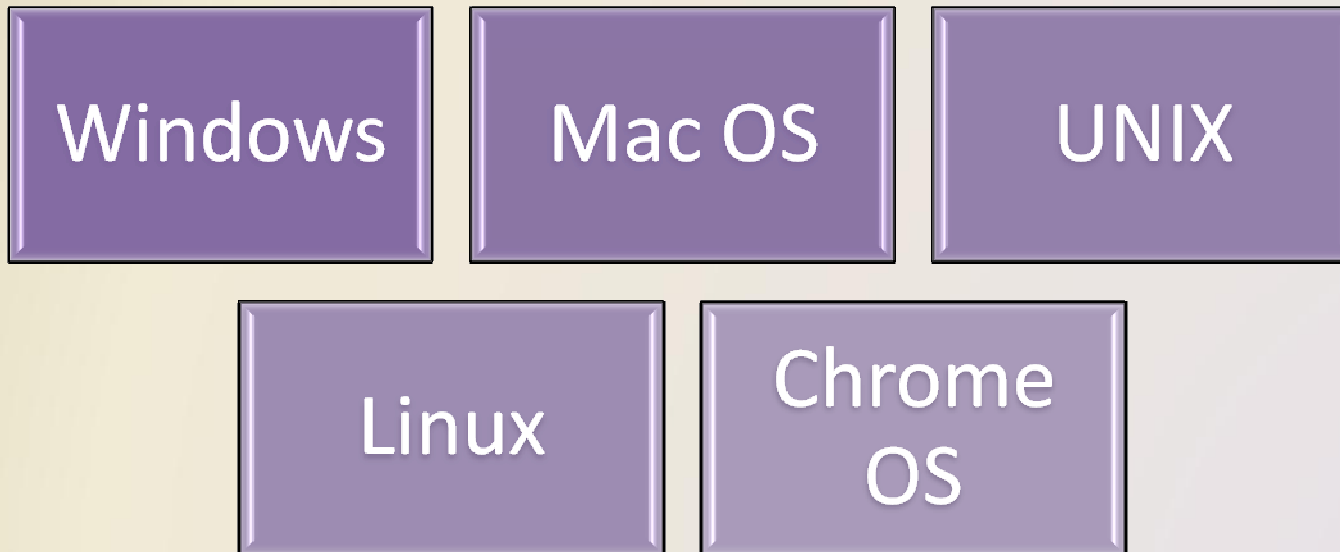 Windows
Mac OS
UNIX
Linux
Chrome
OS